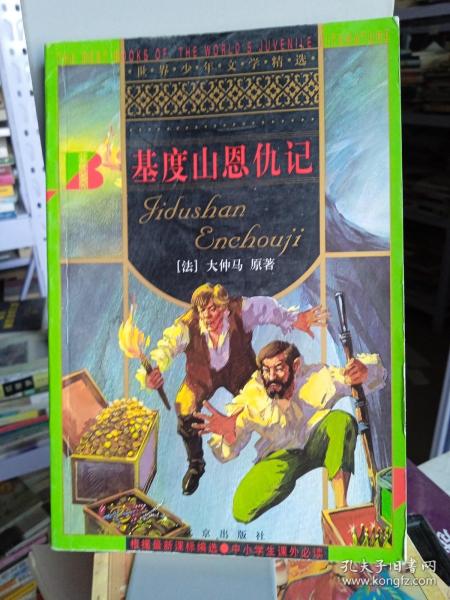 THE BEST BOOKS OF THE WORLD'S JUVENILE LITERATURE
世界少年文学精选
B
基度山恩仇记
Jidushan
Enchouji
[法] 大仲马 原著
北京出版社
根据最新课标编选●中小学生课外必读
孔夫子旧书网
www.kongfz.com